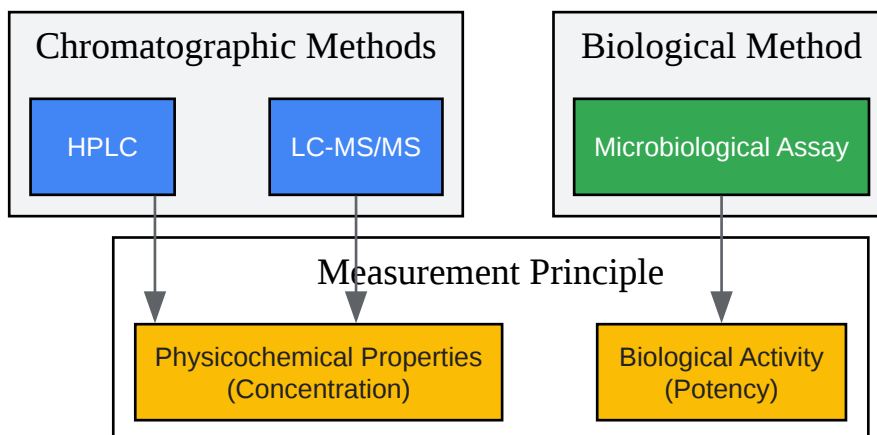 Chromatographic Methods
Biological Method
HPLC
LC-MS/MS
Microbiological Assay
Measurement Principle
Physicochemical Properties
(Concentration)
Biological Activity
(Potency)